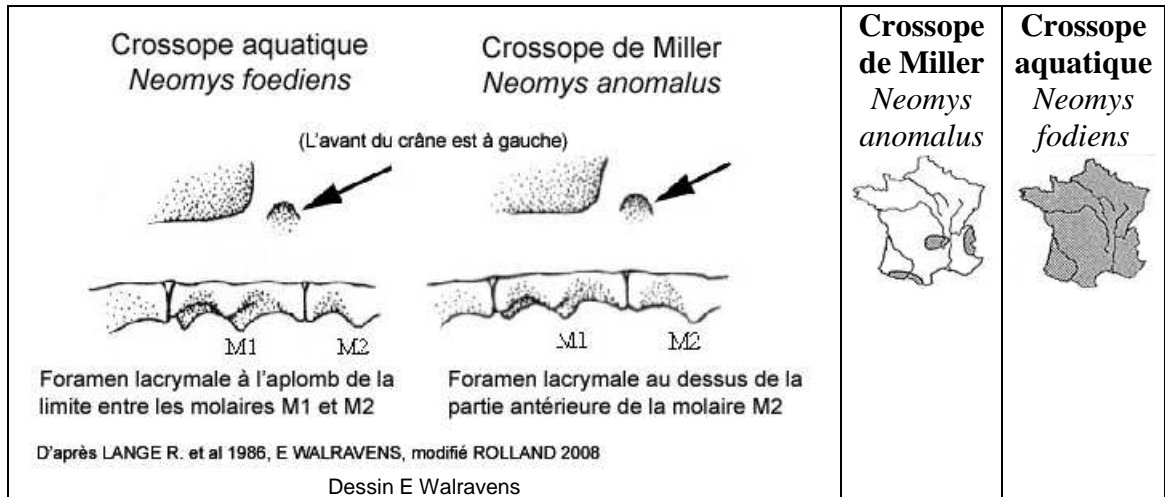 Crossope aquatique
Neomys foediens
Crossope de Miller
Neomys anomalus
(L'avant du crâne est à gauche)
M1 M2
M1 M2
Foramen lacrymale à l'aplomb de la
limite entre les molaires M1 et M2
Foramen lacrymale au dessus de la
partie antérieure de la molaire M2
D'après LANGE R. et al 1986, E WALRAVENS, modifié ROLLAND 2008
Dessin E Walravens
Crossope
de Miller
Neomys
anomalus
Crossope
aquatique
Neomys
fodiens